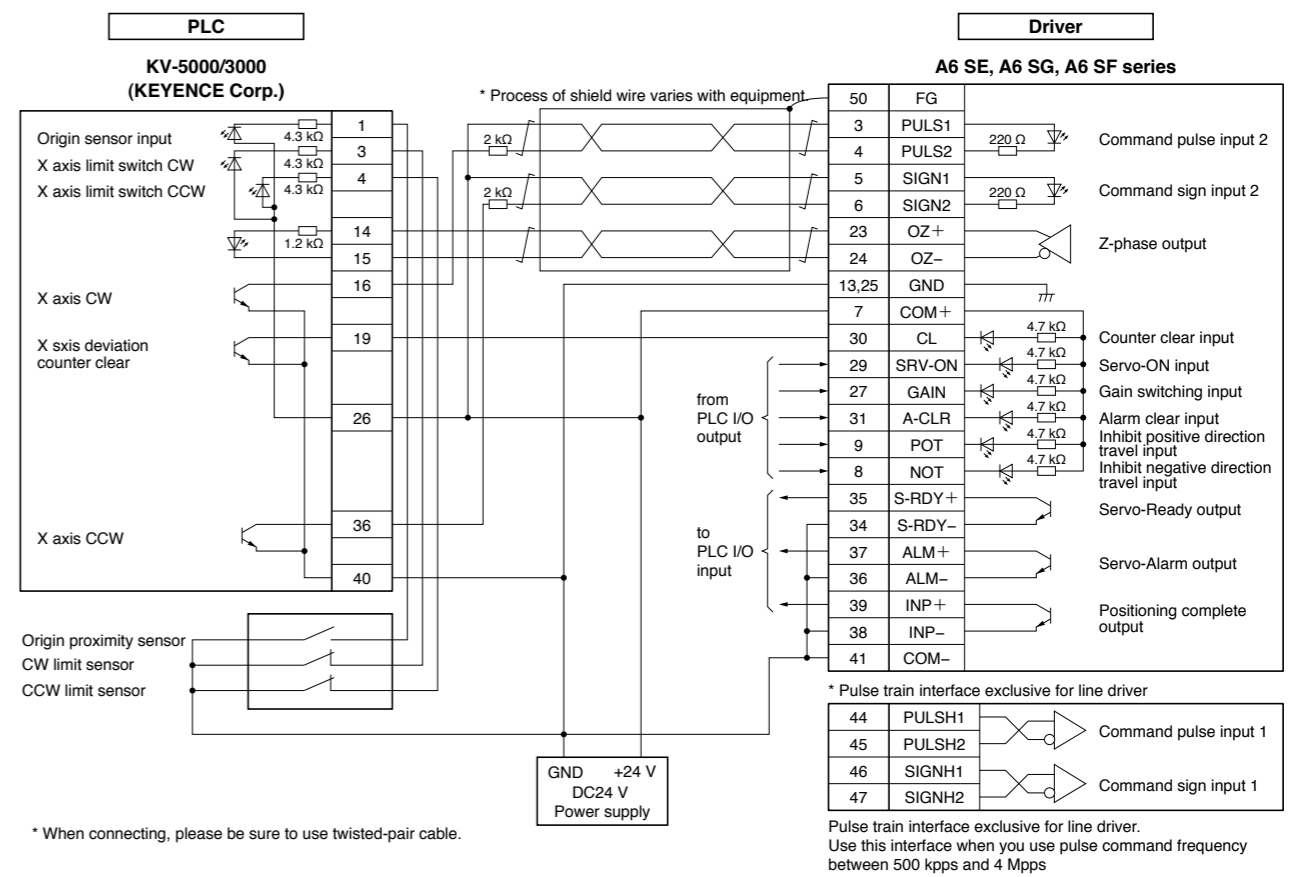 PLC
Driver
KV-5000/3000
(KEYENCE Corp.)
A6 SE, A6 SG, A6 SF series
* Process of shield wire varies with equipment.
Origin sensor input
X axis limit switch CW
X axis limit switch CCW
4.3 kΩ
4.3 kΩ
4.3 kΩ
1.2 kΩ
X axis CW
X sxis deviation
counter clear
X axis CCW
1
3
4
14
15
16
19
26
36
40
2 kΩ
2 kΩ
50 FG
3 PULS1
4 PULS2
5 SIGN1
6 SIGN2
23 OZ+
24 OZ−
13,25 GND
7 COM+
30 CL
29 SRV-ON
27 GAIN
31 A-CLR
9 POT
8 NOT
35 S-RDY+
34 S-RDY−
37 ALM+
36 ALM−
39 INP+
38 INP−
41 COM−
220 Ω
Command pulse input 2
220 Ω
Command sign input 2
Z-phase output
4.7 kΩ
Counter clear input
4.7 kΩ
Servo-ON input
4.7 kΩ
Gain switching input
4.7 kΩ
Alarm clear input
4.7 kΩ
Inhibit positive direction
travel input
4.7 kΩ
Inhibit negative direction
travel input
Servo-Ready output
Servo-Alarm output
Positioning complete
output
from
PLC I/O
output
to
PLC I/O
input
Origin proximity sensor
CW limit sensor
CCW limit sensor
GND +24 V
DC24 V
Power supply
* When connecting, please be sure to use twisted-pair cable.
* Pulse train interface exclusive for line driver
44 PULSH1
45 PULSH2
46 SIGNH1
47 SIGNH2
Command pulse input 1
Command sign input 1
Pulse train interface exclusive for line driver.
Use this interface when you use pulse command frequency
between 500 kpps and 4 Mpps